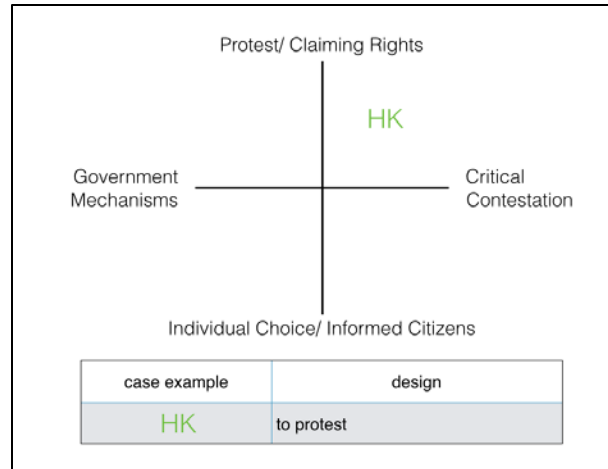 Protest/ Claiming Rights
HK
Government
Mechanisms
Critical
Contestation
Individual Choice/ Informed Citizens
case example design
HK to protest